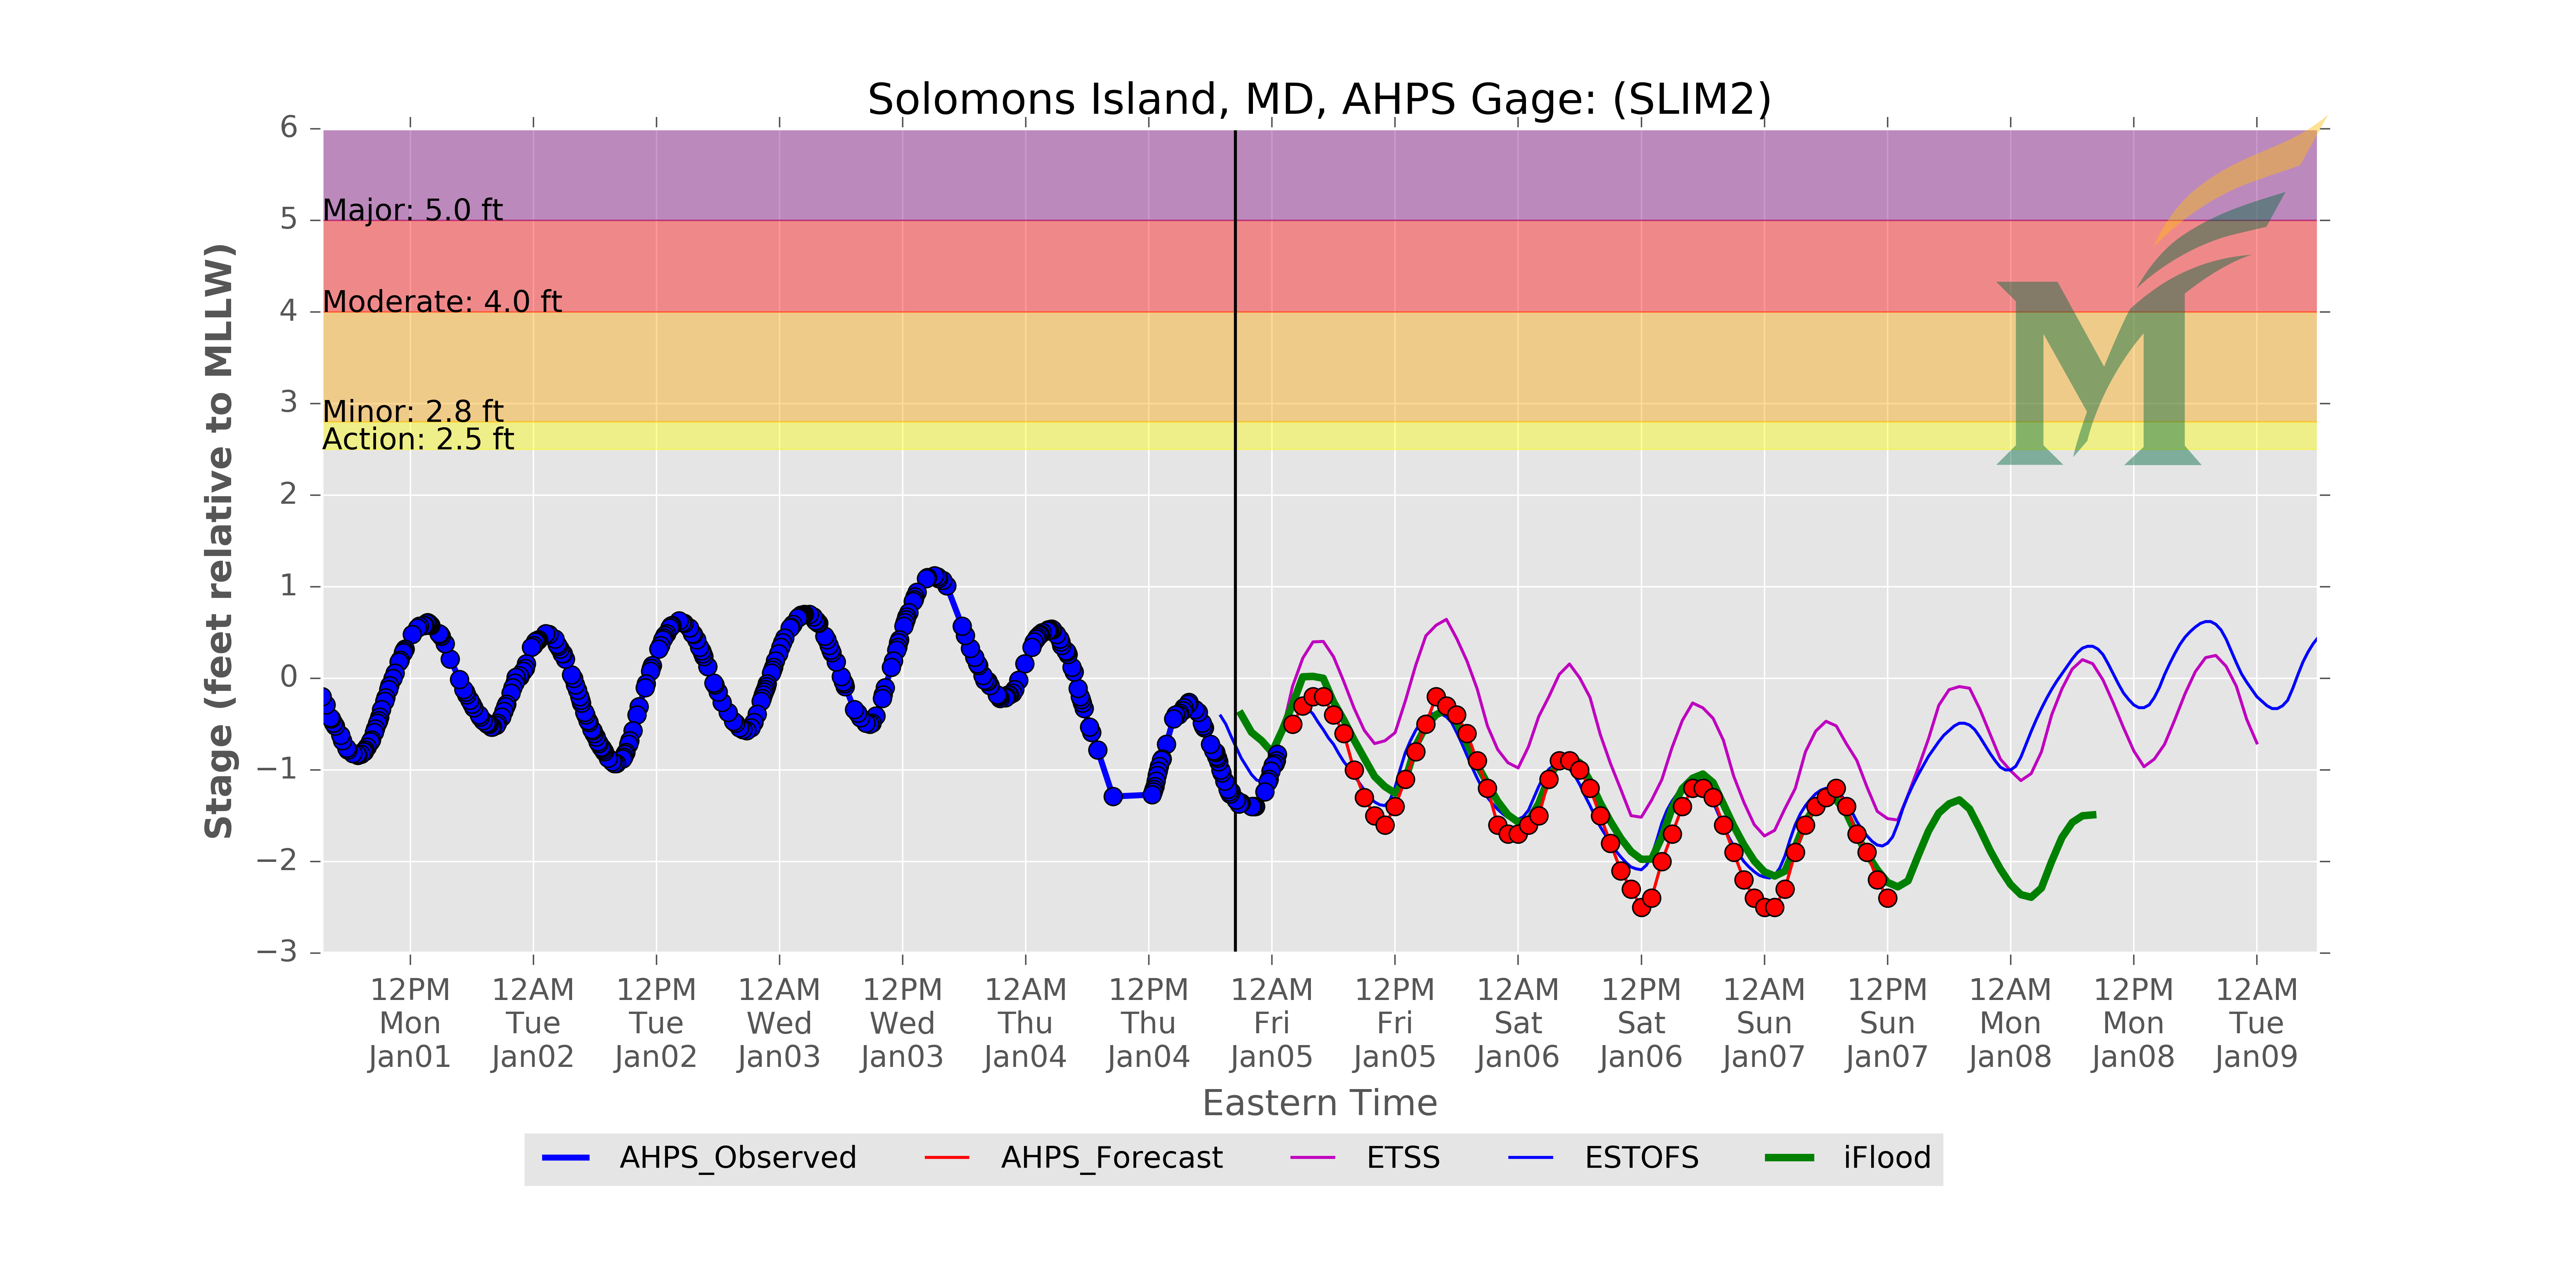 Solomons Island, MD, AHPS Gage: (SLIM2)
6
5
4
3
2
1
0
−1
−2
−3
Stage (feet relative to MLLW)
Major: 5.0 ft
Moderate: 4.0 ft
Minor: 2.8 ft
Action: 2.5 ft
M
12PM 12AM 12PM 12AM 12PM 12AM 12PM 12AM 12PM 12AM 12PM 12AM 12PM 12AM 12PM 12AM
Mon Tue Tue Wed Wed Thu Thu Fri Fri Sat Sat Sun Sun Mon Mon Tue
Jan01 Jan02 Jan02 Jan03 Jan03 Jan04 Jan04 Jan05 Jan05 Jan06 Jan06 Jan07 Jan07 Jan08 Jan08 Jan09
Eastern Time
AHPS_Observed AHPS_Forecast ETSS ESTOFS iFlood